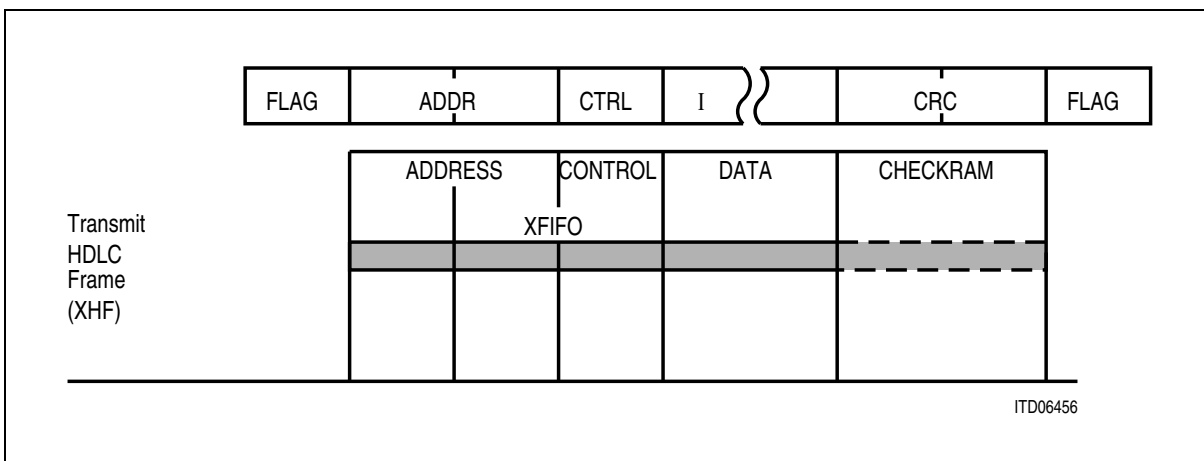 FLAG ADDR CTRL I CRC FLAG
ADDRESS CONTROL DATA CHECKRAM
XFIFO
Transmit
HDLC
Frame
(XHF)
ITD06456